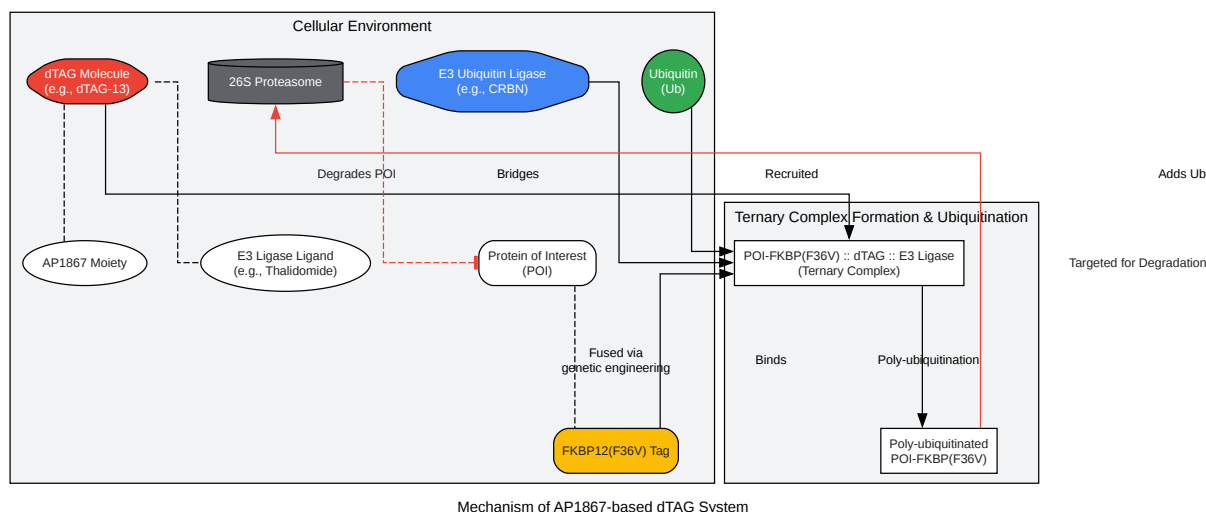 Cellular Environment
dTAG Molecule
(e.g., dTAG-13)
26S Proteasome
E3 Ubiquitin Ligase
(e.g., CRBN)
Ubiquitin
(Ub)
Degrades POI
Bridges
Recruited
Adds Ub
Ternary Complex Formation & Ubiquitination
AP1867 Moiety
E3 Ligase Ligand
(e.g., Thalidomide)
Protein of Interest
(POI)
POI-FKBP(F36V) :: dTAG :: E3 Ligase
(Ternary Complex)
Targeted for Degradation
Fused via
genetic engineering
Binds
Poly-ubiquitination
FKBP12(F36V) Tag
Poly-ubiquitinated
POI-FKBP(F36V)
Mechanism of AP1867-based dTAG System